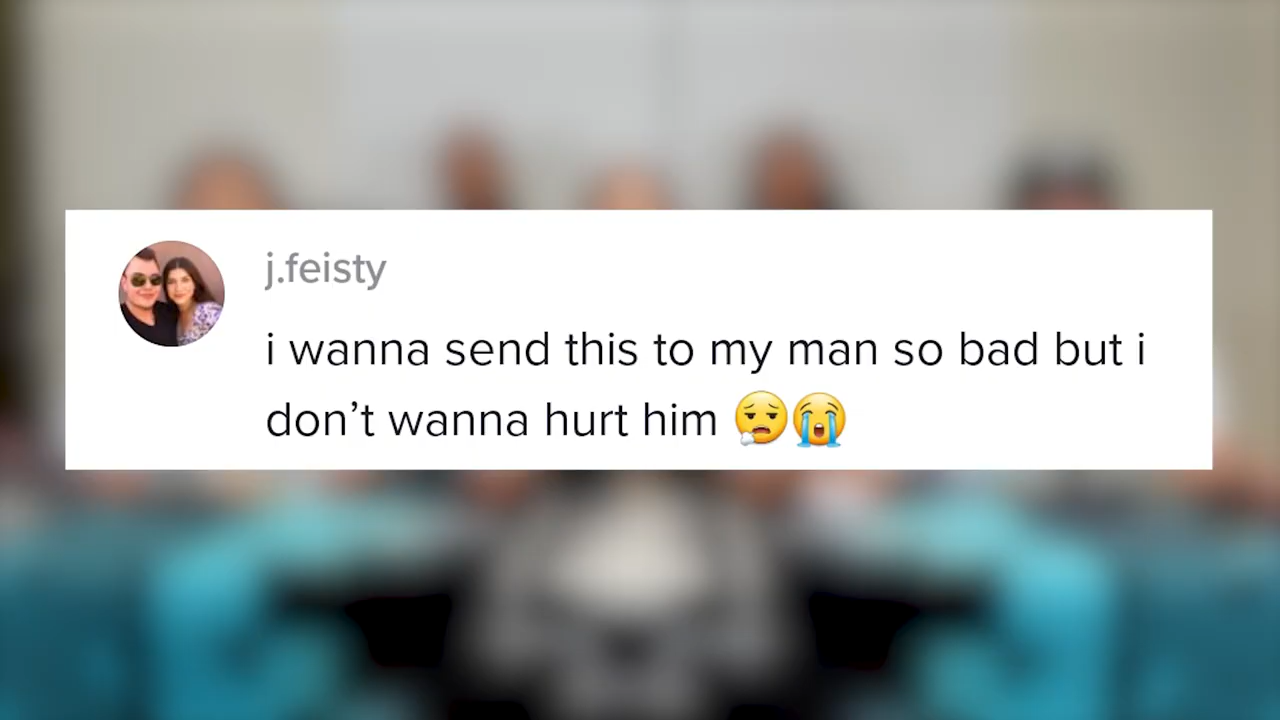 j.feisty
i wanna send this to my man so bad but i
don’t wanna hurt him 😮‍💨😭